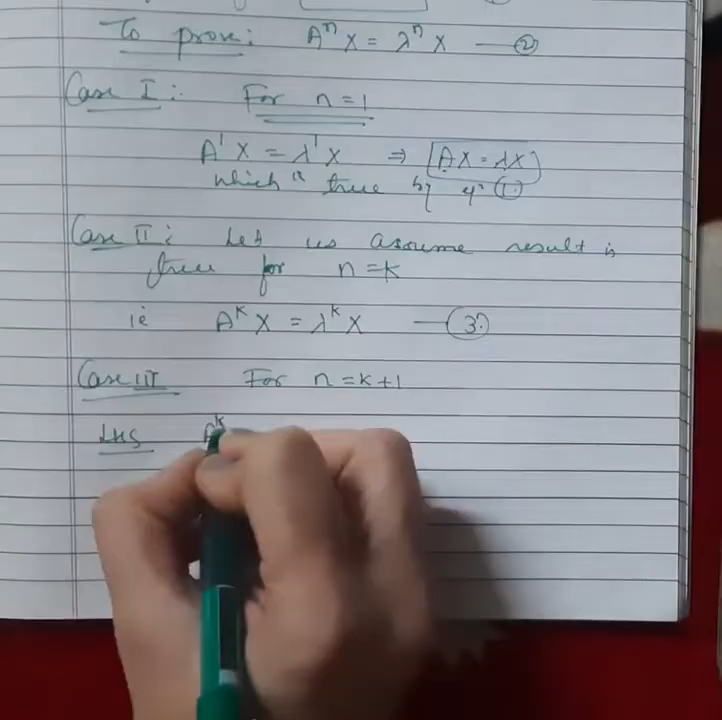 To prove: Aⁿ X = λⁿ X — ②
Case I: For n = 1
A¹ X = λ¹ X ⇒ AX = λX
which is true by eqⁿ ①
Case II: Let us assume result is
true for n = k
ie Aᴷ X = λᴷ X — ③
Case III For n = k + 1
LHS Aᴷ